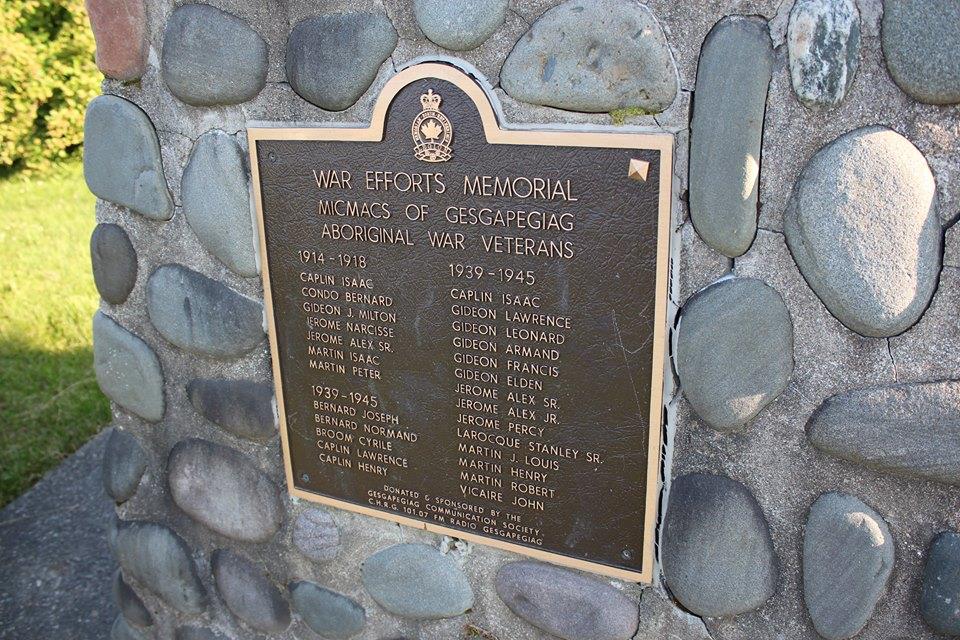 WAR EFFORTS MEMORIAL
MICMACS OF GESGAPEGIAG
ABORIGINAL WAR VETERANS
1914-1918
CAPLIN ISAAC
CONDO BERNARD
GIDEON J. MILTON
JEROME NARCISSE
JEROME ALEX SR.
MARTIN ISAAC
MARTIN PETER
1939-1945
BERNARD JOSEPH
BERNARD NORMAND
BROOM CYRILE
CAPLIN LAWRENCE
CAPLIN HENRY
1939-1945
CAPLIN ISAAC
GIDEON LAWRENCE
GIDEON LEONARD
GIDEON ARMAND
GIDEON FRANCIS
GIDEON ELDEN
JEROME ALEX SR.
JEROME ALEX JR.
JEROME PERCY
LAROCQUE STANLEY SR.
MARTIN J. LOUIS
MARTIN HENRY
MARTIN ROBERT
VICAIRE JOHN
DONATED & SPONSORED BY THE
GESGAPEGIAG COMMUNICATION SOCIETY
C.H.R.G. 101.07 FM RADIO GESGAPEGIAG